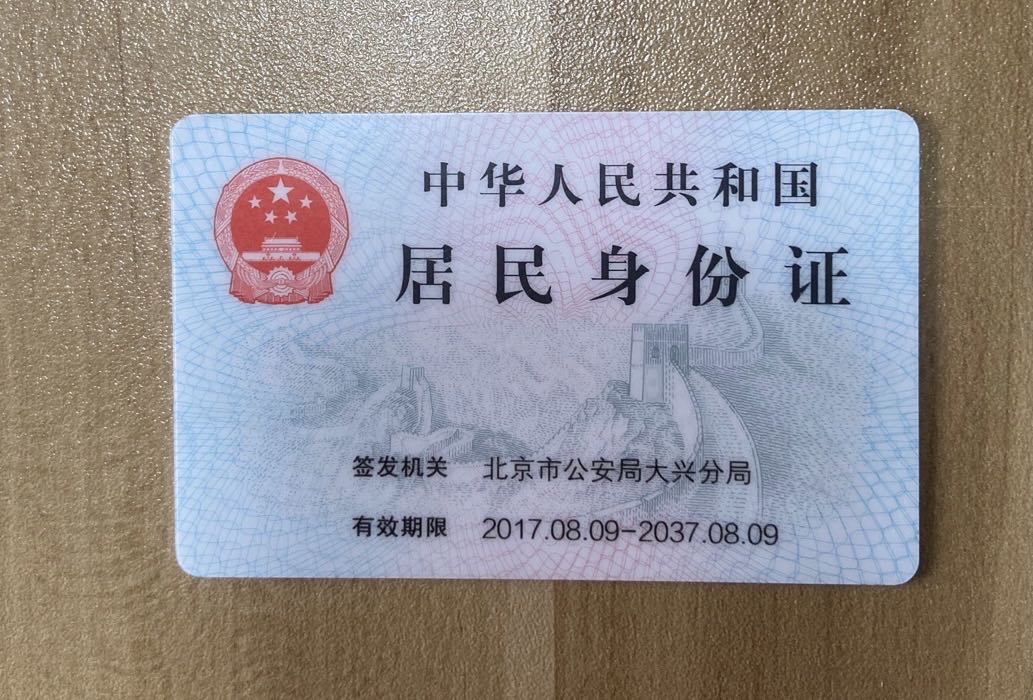 中华人民共和国
居民身份证
签发机关 北京市公安局大兴分局
有效期限 2017.08.09-2037.08.09